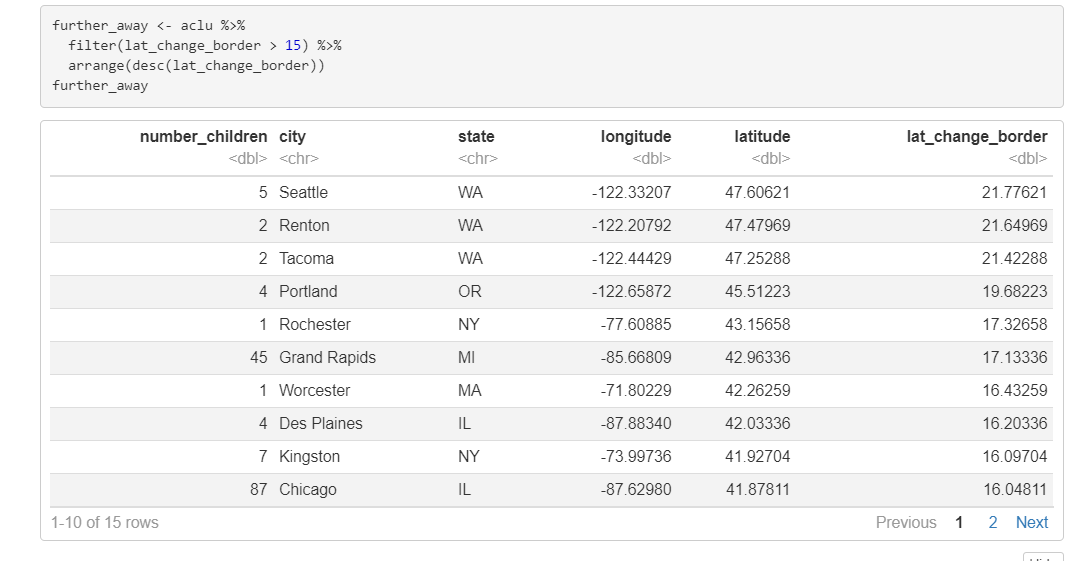 further_away <- aclu %>%
filter(lat_change_border > 15) %>%
arrange(desc(lat_change_border))
further_away
number_children city state longitude latitude lat_change_border
<dbl> <chr> <chr> <dbl> <dbl> <dbl>
5 Seattle WA -122.33207 47.60621 21.77621
2 Renton WA -122.20792 47.47969 21.64969
2 Tacoma WA -122.44429 47.25288 21.42288
4 Portland OR -122.65872 45.51223 19.68223
1 Rochester NY -77.60885 43.15658 17.32658
45 Grand Rapids MI -85.66809 42.96336 17.13336
1 Worcester MA -71.80229 42.26259 16.43259
4 Des Plaines IL -87.88340 42.03336 16.20336
7 Kingston NY -73.99736 41.92704 16.09704
87 Chicago IL -87.62980 41.87811 16.04811
1-10 of 15 rows Previous 1 2 Next